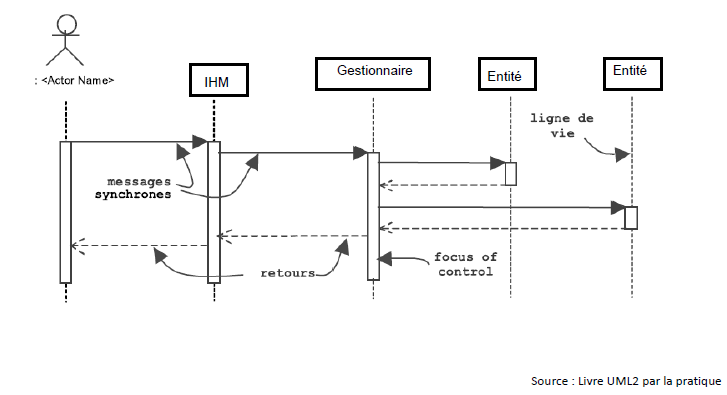 : <Actor Name>
IHM
Gestionnaire
Entité
Entité
ligne de
vie
messages
synchrones
retours
focus of
control
Source : Livre UML2 par la pratique